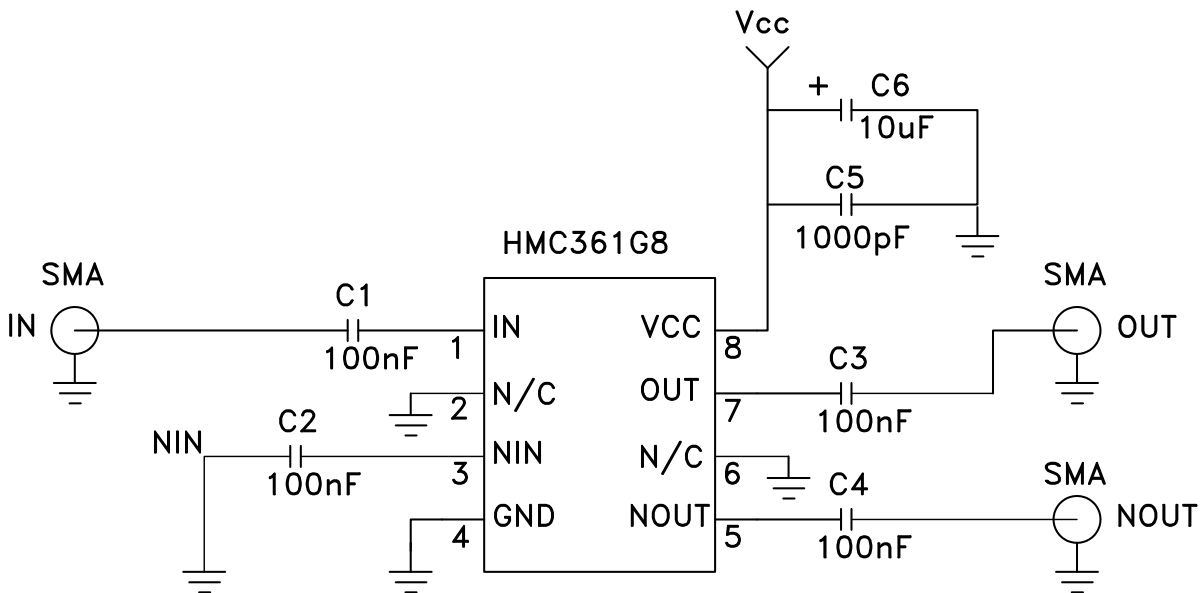 Vcc
+ C6
10uF
C5
1000pF
HMC361G8
SMA
IN
C1
100nF
1
IN
VCC
8
SMA
OUT
C3
100nF
2
N/C
OUT
7
NIN
C2
100nF
3
NIN
N/C
6
C4
100nF
SMA
NOUT
4
GND
NOUT
5